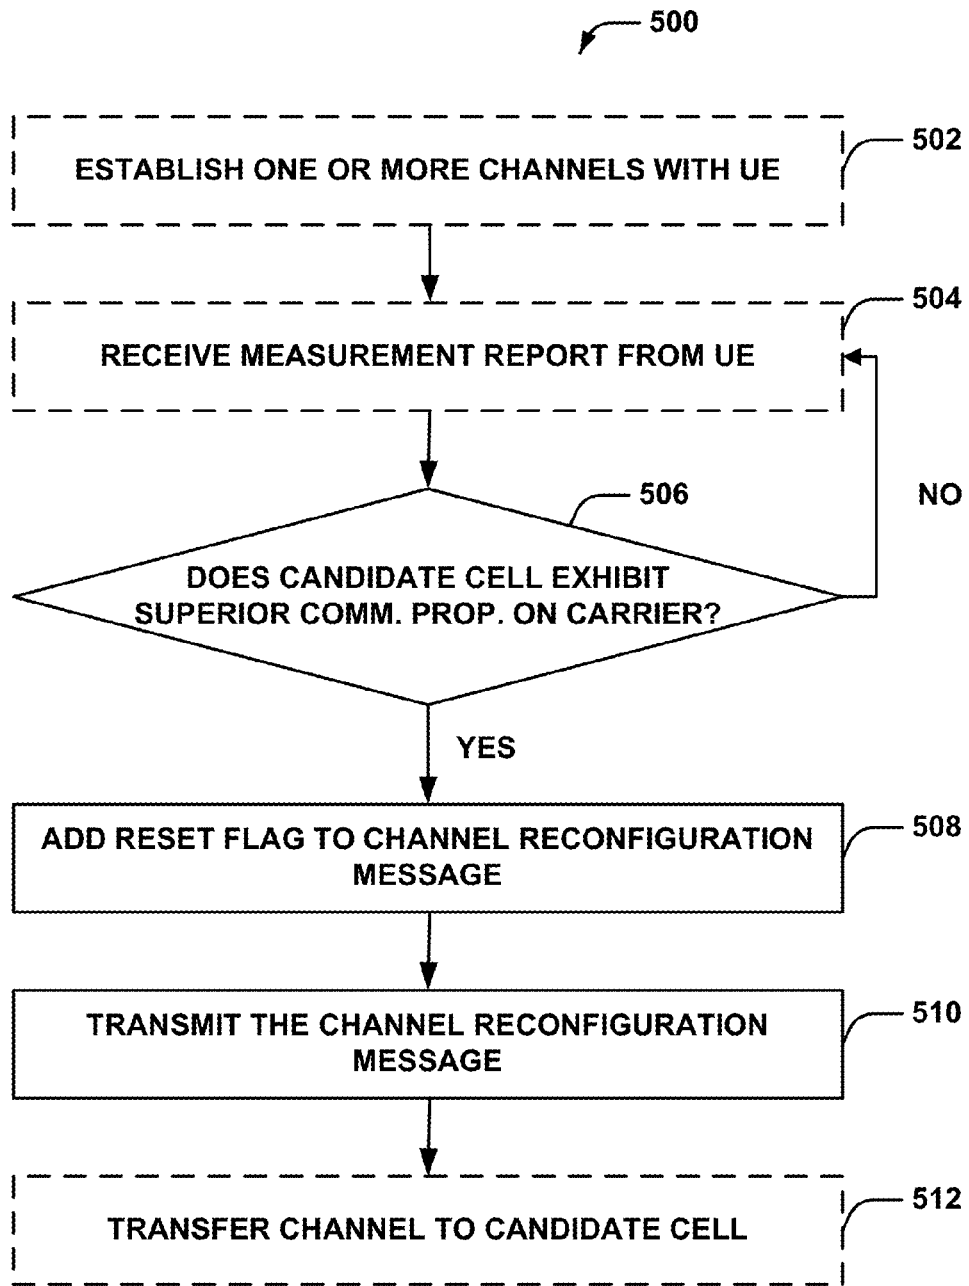 500
502
ESTABLISH ONE OR MORE CHANNELS WITH UE
504
RECEIVE MEASUREMENT REPORT FROM UE
506
NO
DOES CANDIDATE CELL EXHIBIT
SUPERIOR COMM. PROP. ON CARRIER?
YES
508
ADD RESET FLAG TO CHANNEL RECONFIGURATION
MESSAGE
510
TRANSMIT THE CHANNEL RECONFIGURATION
MESSAGE
512
TRANSFER CHANNEL TO CANDIDATE CELL